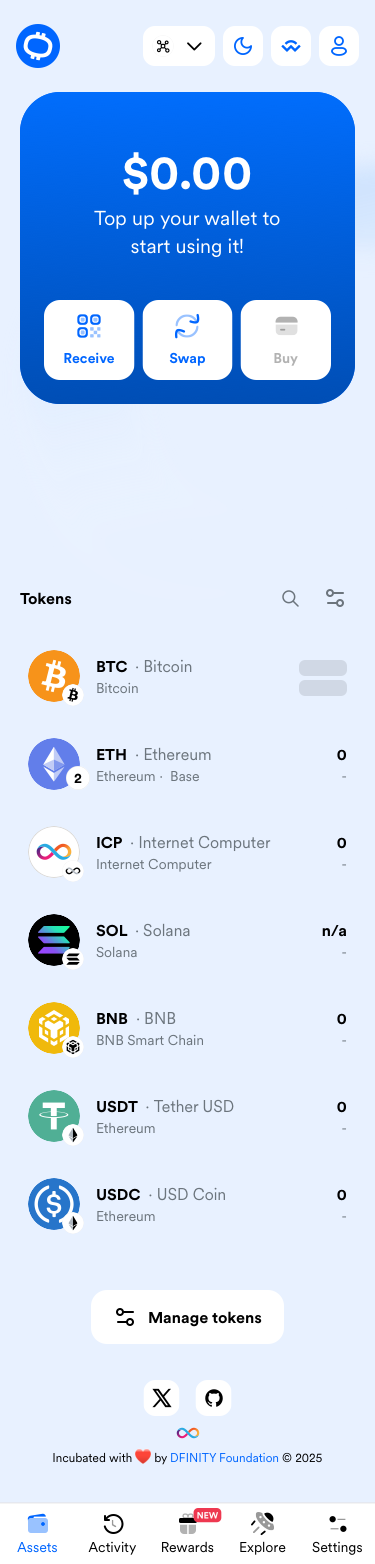 $0.00
Top up your wallet to
start using it!
Receive
Swap
Buy
Tokens
BTC · Bitcoin
Bitcoin
ETH · Ethereum
0
2
Ethereum · Base
-
ICP · Internet Computer
0
Internet Computer
-
SOL · Solana
n/a
Solana
-
BNB · BNB
0
BNB Smart Chain
-
USDT · Tether USD
0
Ethereum
-
USDC · USD Coin
0
Ethereum
-
Manage tokens
Incubated with ❤️ by DFINITY Foundation © 2025
NEW
Assets
Activity
Rewards
Explore
Settings